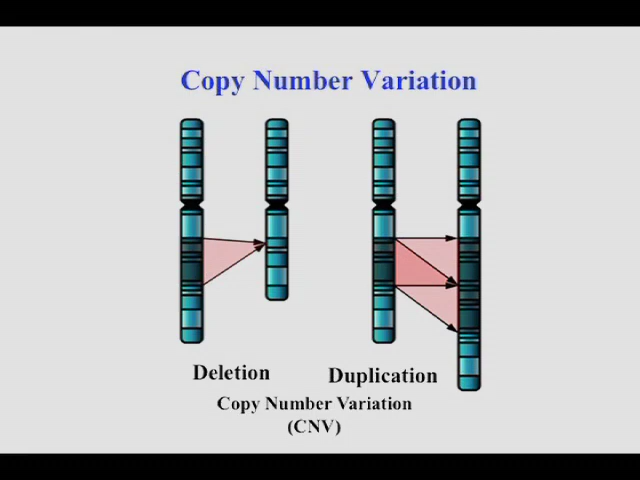 Copy Number Variation
Deletion
Duplication
Copy Number Variation
(CNV)